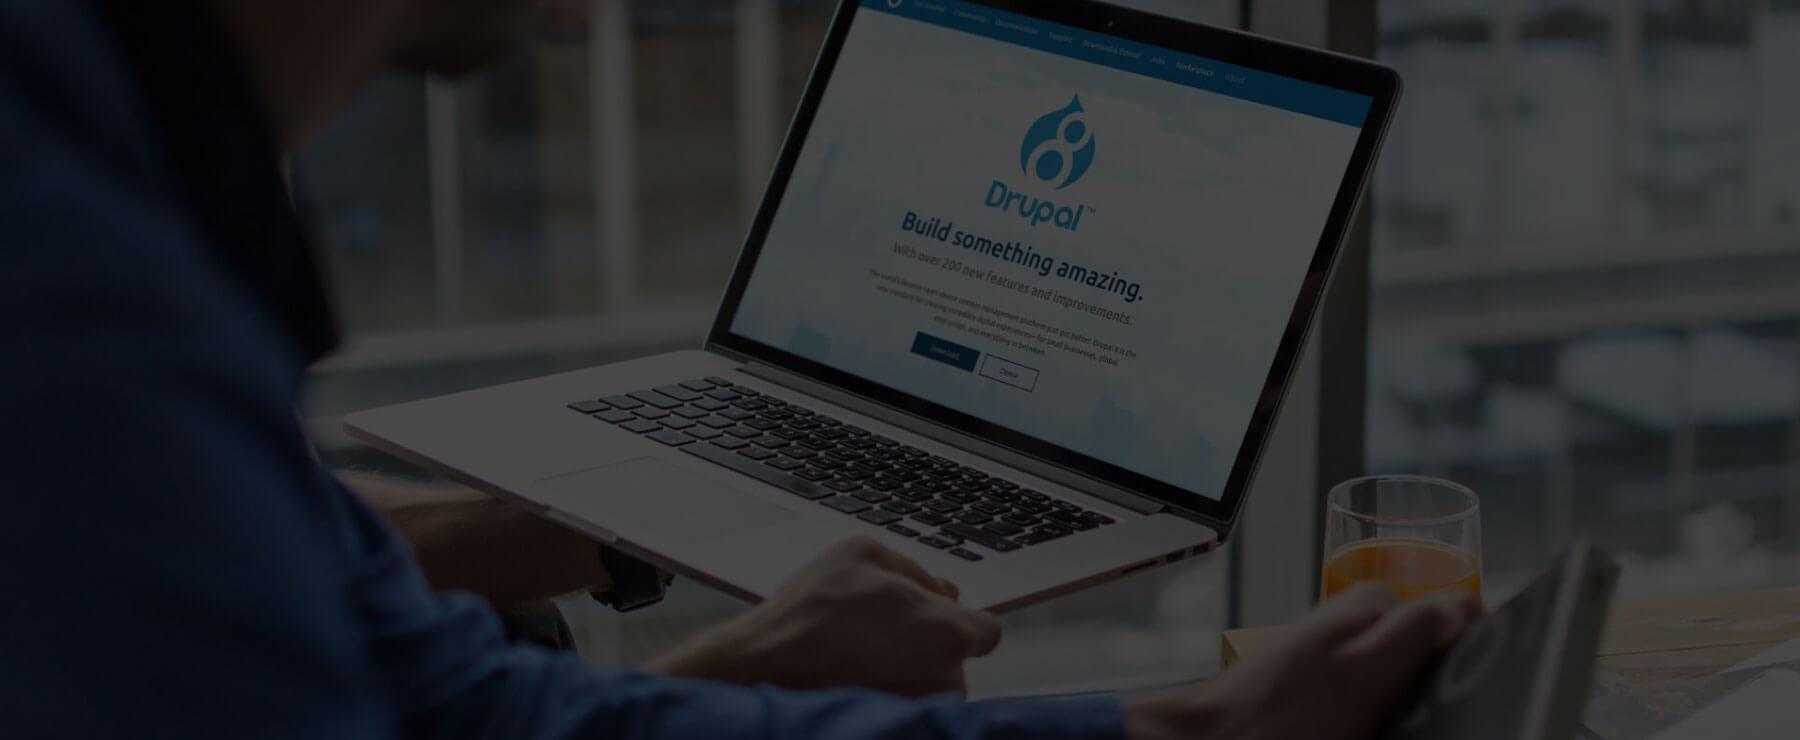 Get Started Community Documentation Support Download & Extend Jobs Marketplace About
Drupal™
Build something amazing.
With over 200 new features and improvements.
The world's favorite open source content management platform just got better. Drupal 8 is the
new standard for creating incredible digital experiences—for small businesses, global
enterprises, and everything in between.
Download
Demo